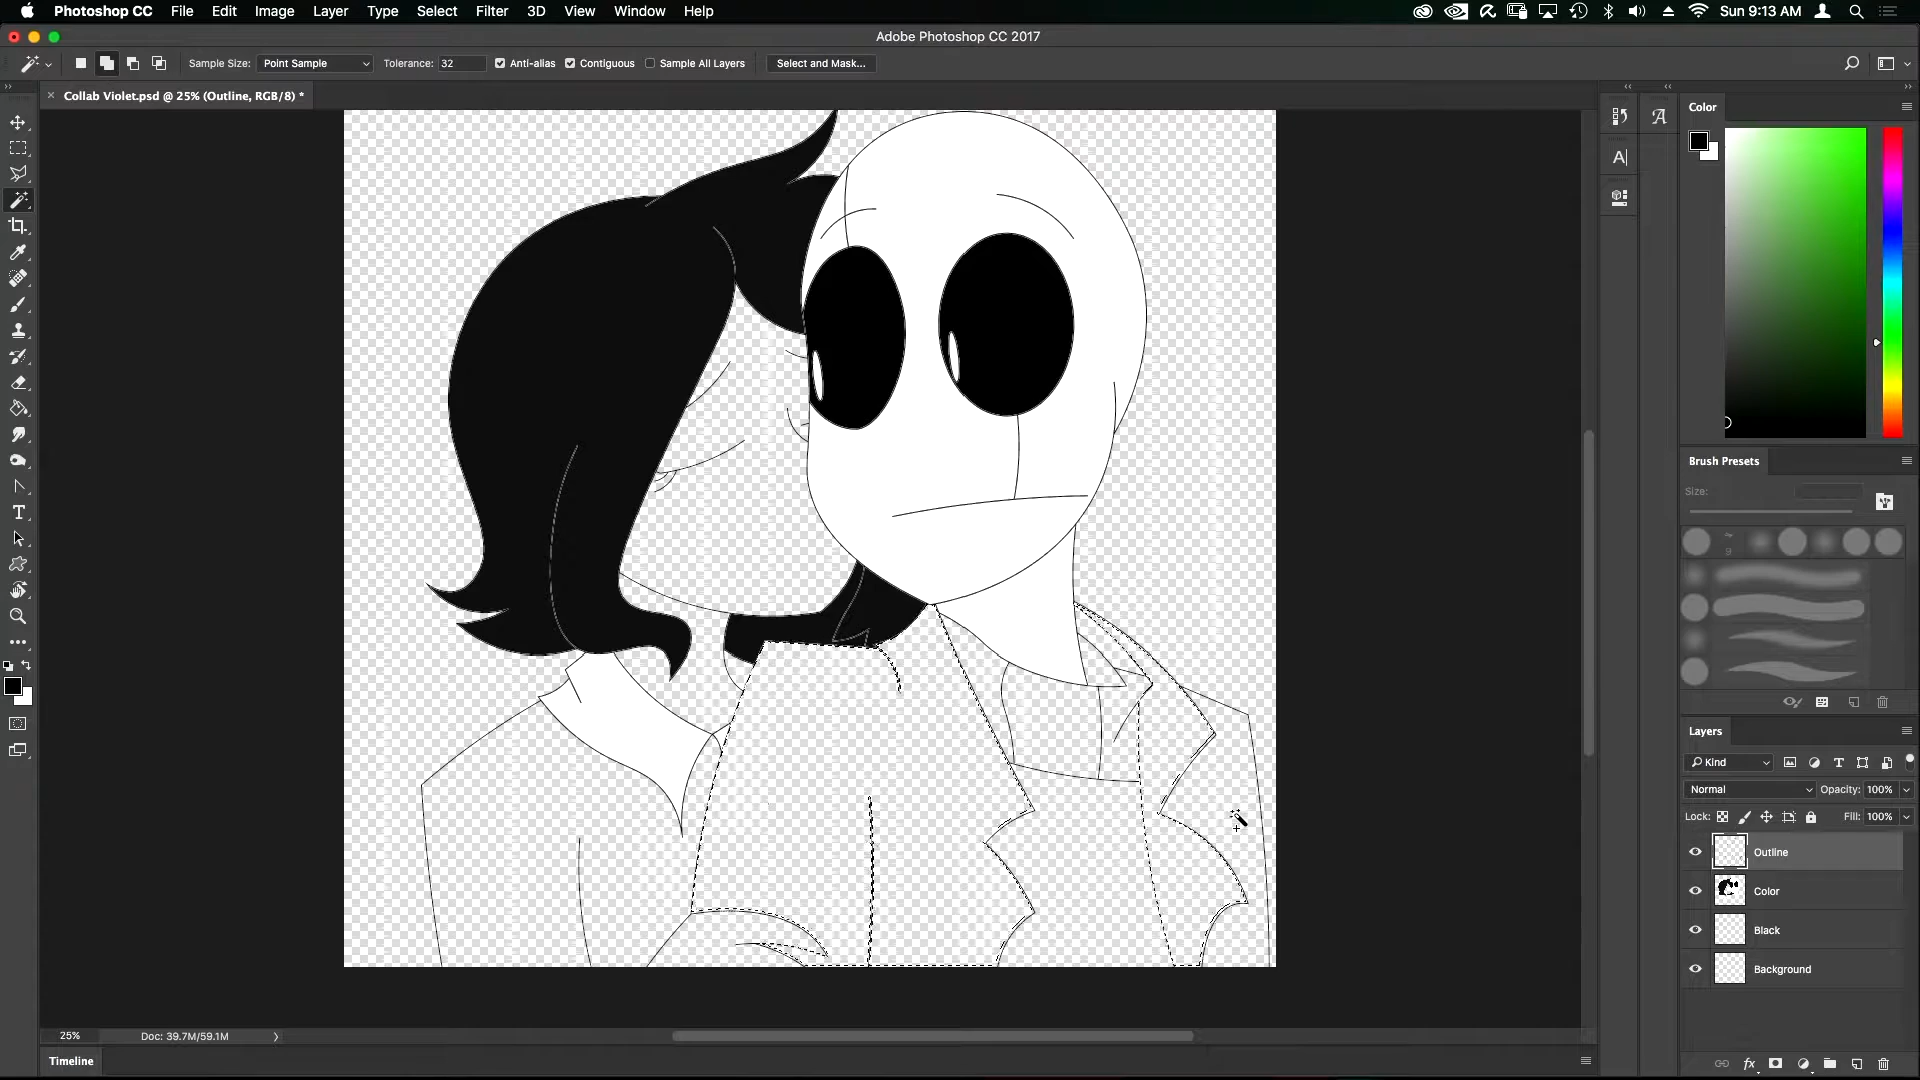 Photoshop CC File Edit Image Layer Type Select Filter 3D View Window Help Sun 9:13 AM
Adobe Photoshop CC 2017
Sample Size: Point Sample Tolerance: 32 Anti-alias Contiguous Sample All Layers Select and Mask...
Collab Violet.psd @ 25% (Outline, RGB/8) *
Color
Brush Presets
Size:
Layers
Kind
Normal Opacity: 100%
Lock: Fill: 100%
Outline
Color
Black
Background
25% Doc: 39.7M/59.1M
Timeline